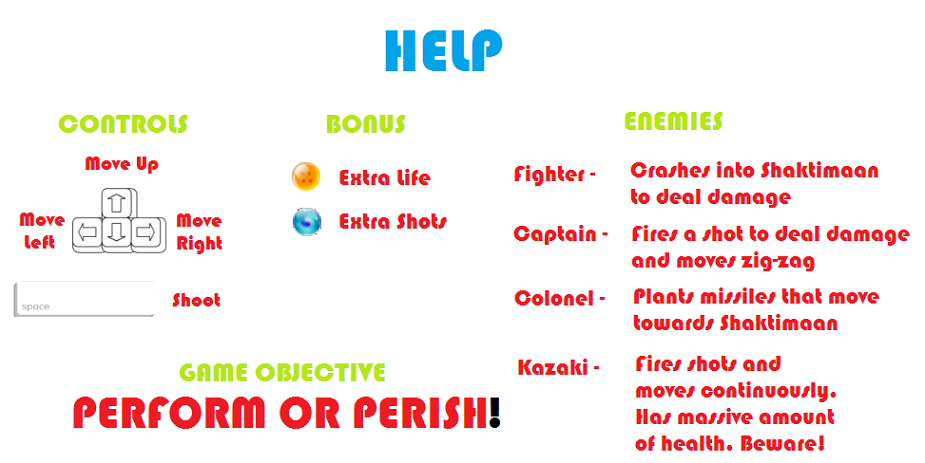 HELP
CONTROLS
Move Up
Move
Left
Move
Right
space
Shoot
BONUS
Extra Life
Extra Shots
ENEMIES
Fighter - Crashes into Shaktimaan
to deal damage
Captain - Fires a shot to deal damage
and moves zig-zag
Colonel - Plants missiles that move
towards Shaktimaan
Kazaki - Fires shots and
moves continuously.
Has massive amount
of health. Beware!
GAME OBJECTIVE
PERFORM OR PERISH!